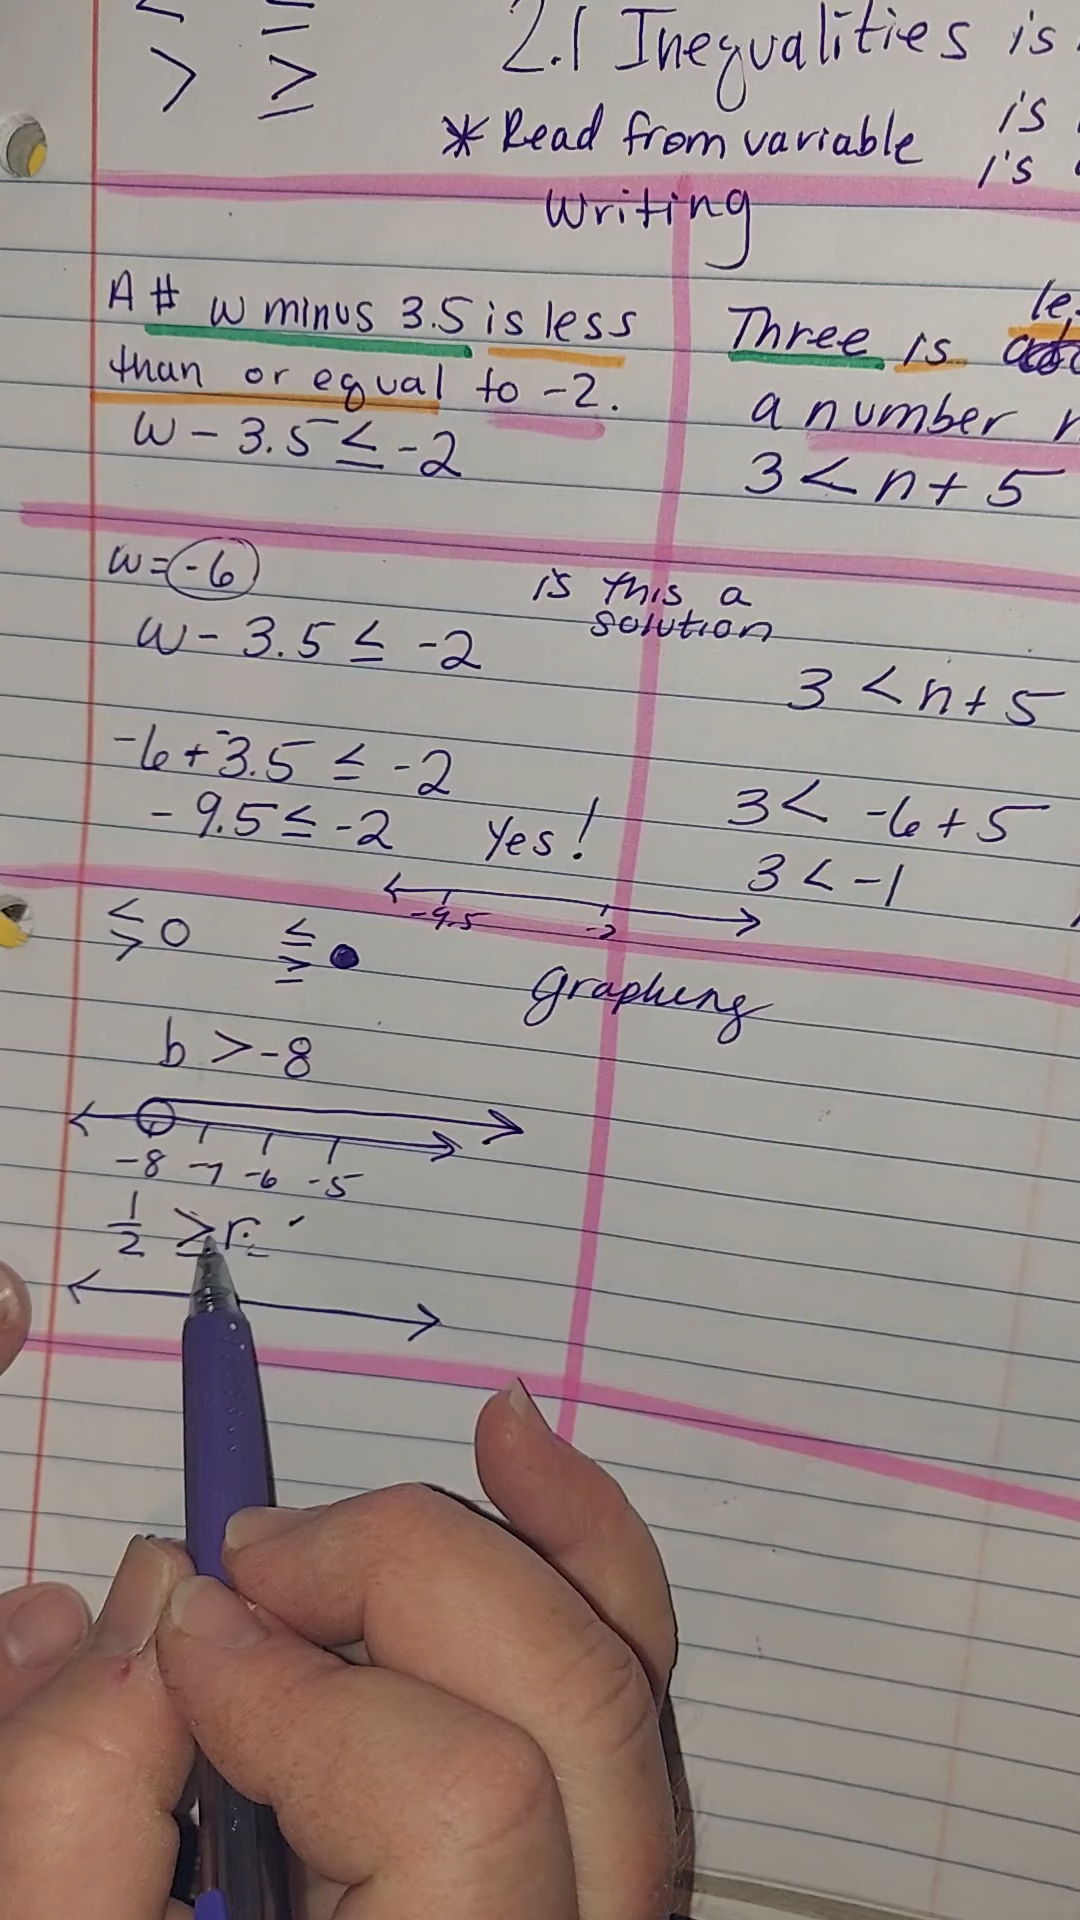 < =
> ≥
2.1 Inequalities is
is
* Read from variable
is
Writing
A # w minus 3.5 is less
than or equal to -2.
w - 3.5 ≤ -2
Three is
a number
3 < n + 5
w = -6
w - 3.5 ≤ -2
-6 + -3.5 ≤ -2
-9.5 ≤ -2 Yes!
is this a
solution
3 < n + 5
3 < -6 + 5
3 < -1
-9.5 -2
< > ○ ≤ ≥ ●
Graphing
b > -8
-8 -7 -6 -5
1/2 ≥ r